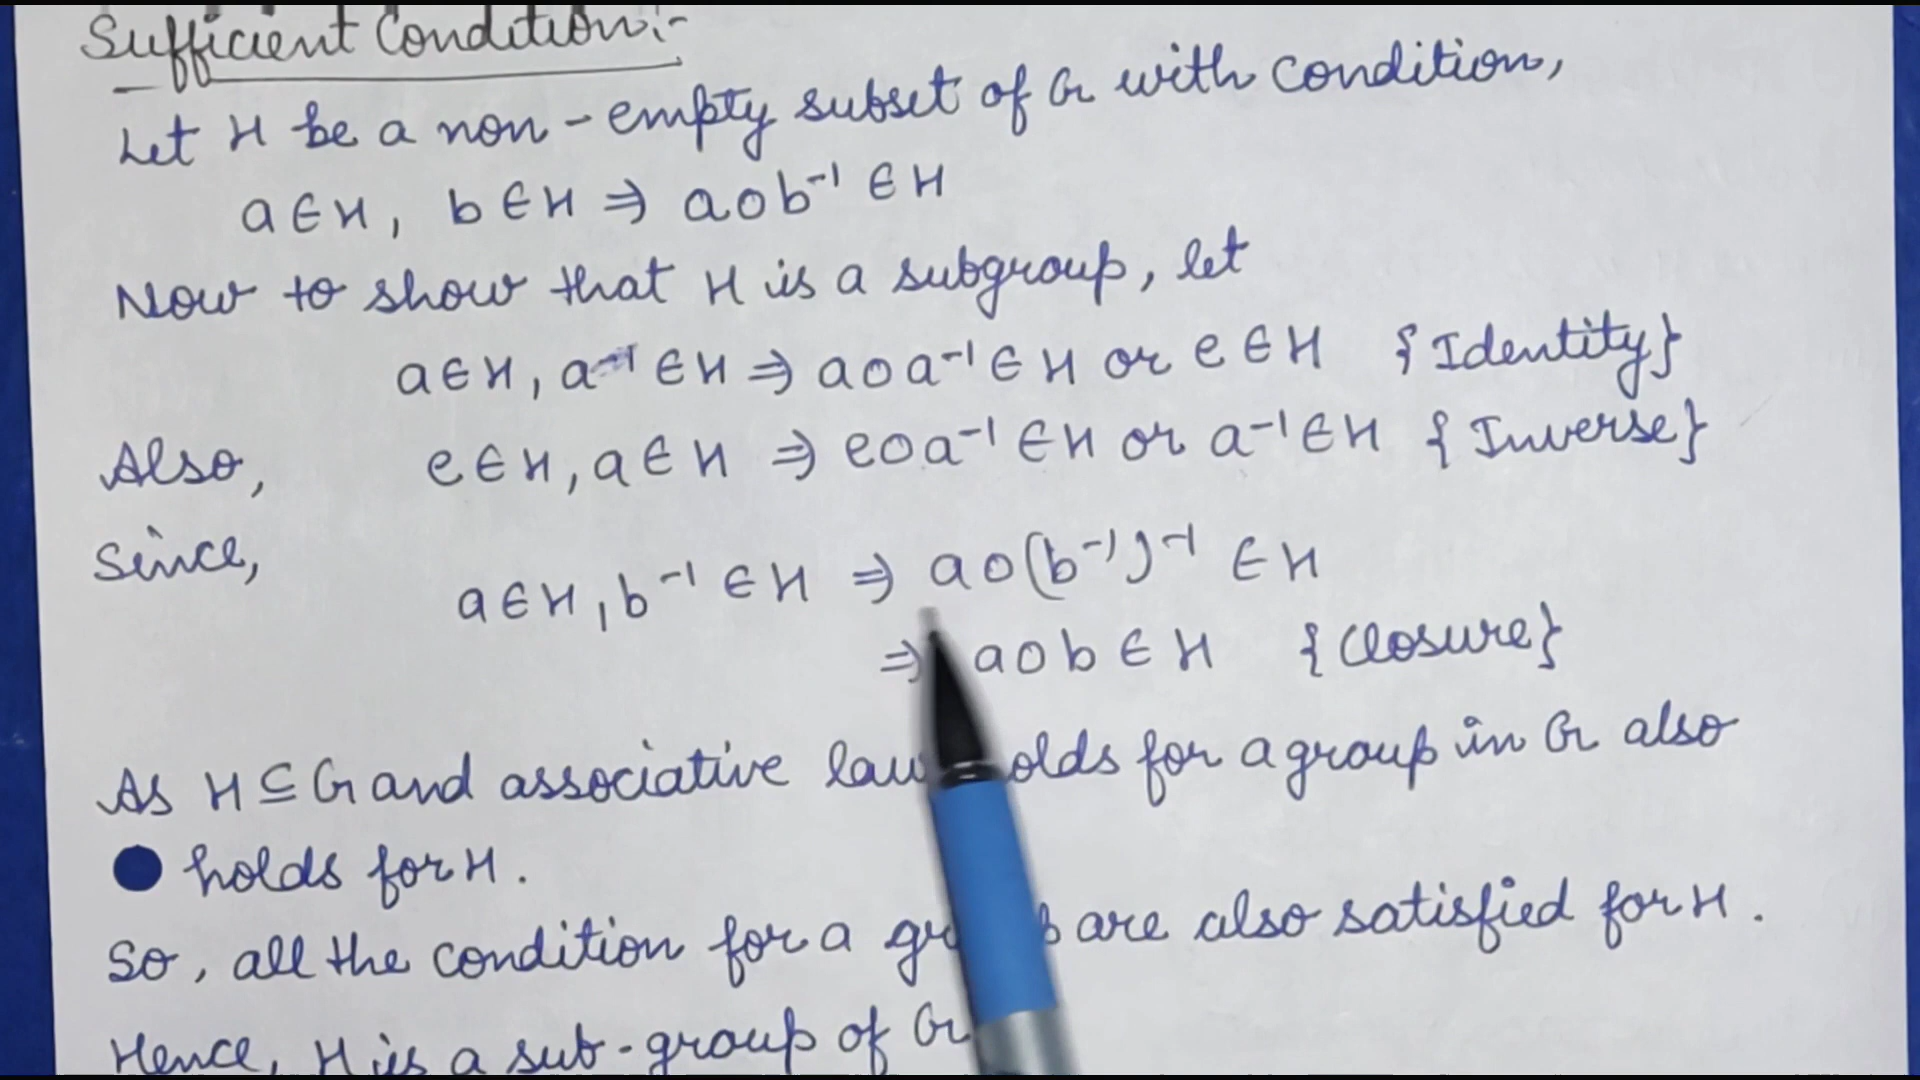 Sufficient Condition:-
Let H be a non-empty subset of G with condition,
a∈H, b∈H ⇒ aob⁻¹ ∈H
Now to show that H is a subgroup, let
a∈H, a⁻¹∈H ⇒ aoa⁻¹∈H or e∈H {Identity}
Also, e∈H, a∈H ⇒ eoa⁻¹∈H or a⁻¹∈H {Inverse}
Since,
a∈H, b⁻¹∈H ⇒ ao(b⁻¹)⁻¹ ∈H
⇒ aob∈H {Closure}
As H⊆G and associative for a group in G also
holds for H.
So, all the condition for a are also satisfied for H.
Hence, H is a sub-group of G